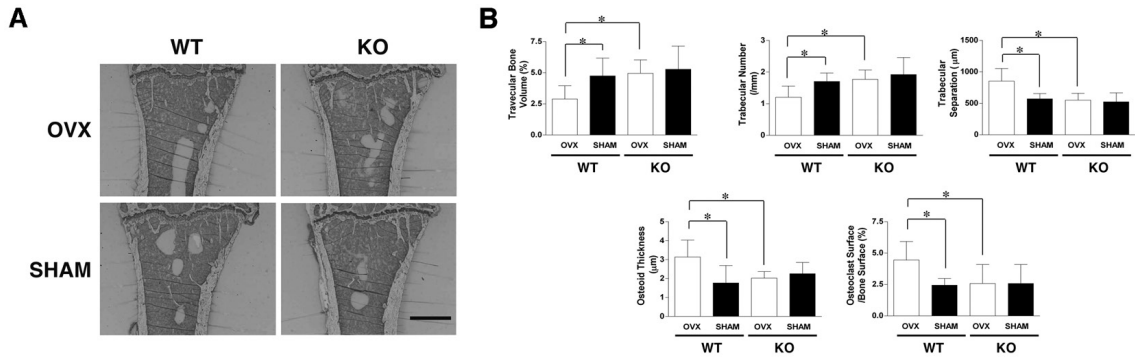 A
WT
KO
OVX
SHAM
B
Travecular Bone
Volume (%)
7.5
5.0
2.5
0.0
*
*
OVX
SHAM
OVX
SHAM
WT
KO
Trabecular Number
(/mm)
3
2
1
0
*
*
OVX
SHAM
OVX
SHAM
WT
KO
Trabecular
Separation ( μm)
1500
1000
500
0
*
*
OVX
SHAM
OVX
SHAM
WT
KO
Osteoid Thickness
(μm)
5
4
3
2
1
0
*
*
OVX
SHAM
OVX
SHAM
WT
KO
Osteoclast Surface
/Bone Surface (%)
7.5
5.0
2.5
0.0
*
*
OVX
SHAM
OVX
SHAM
WT
KO